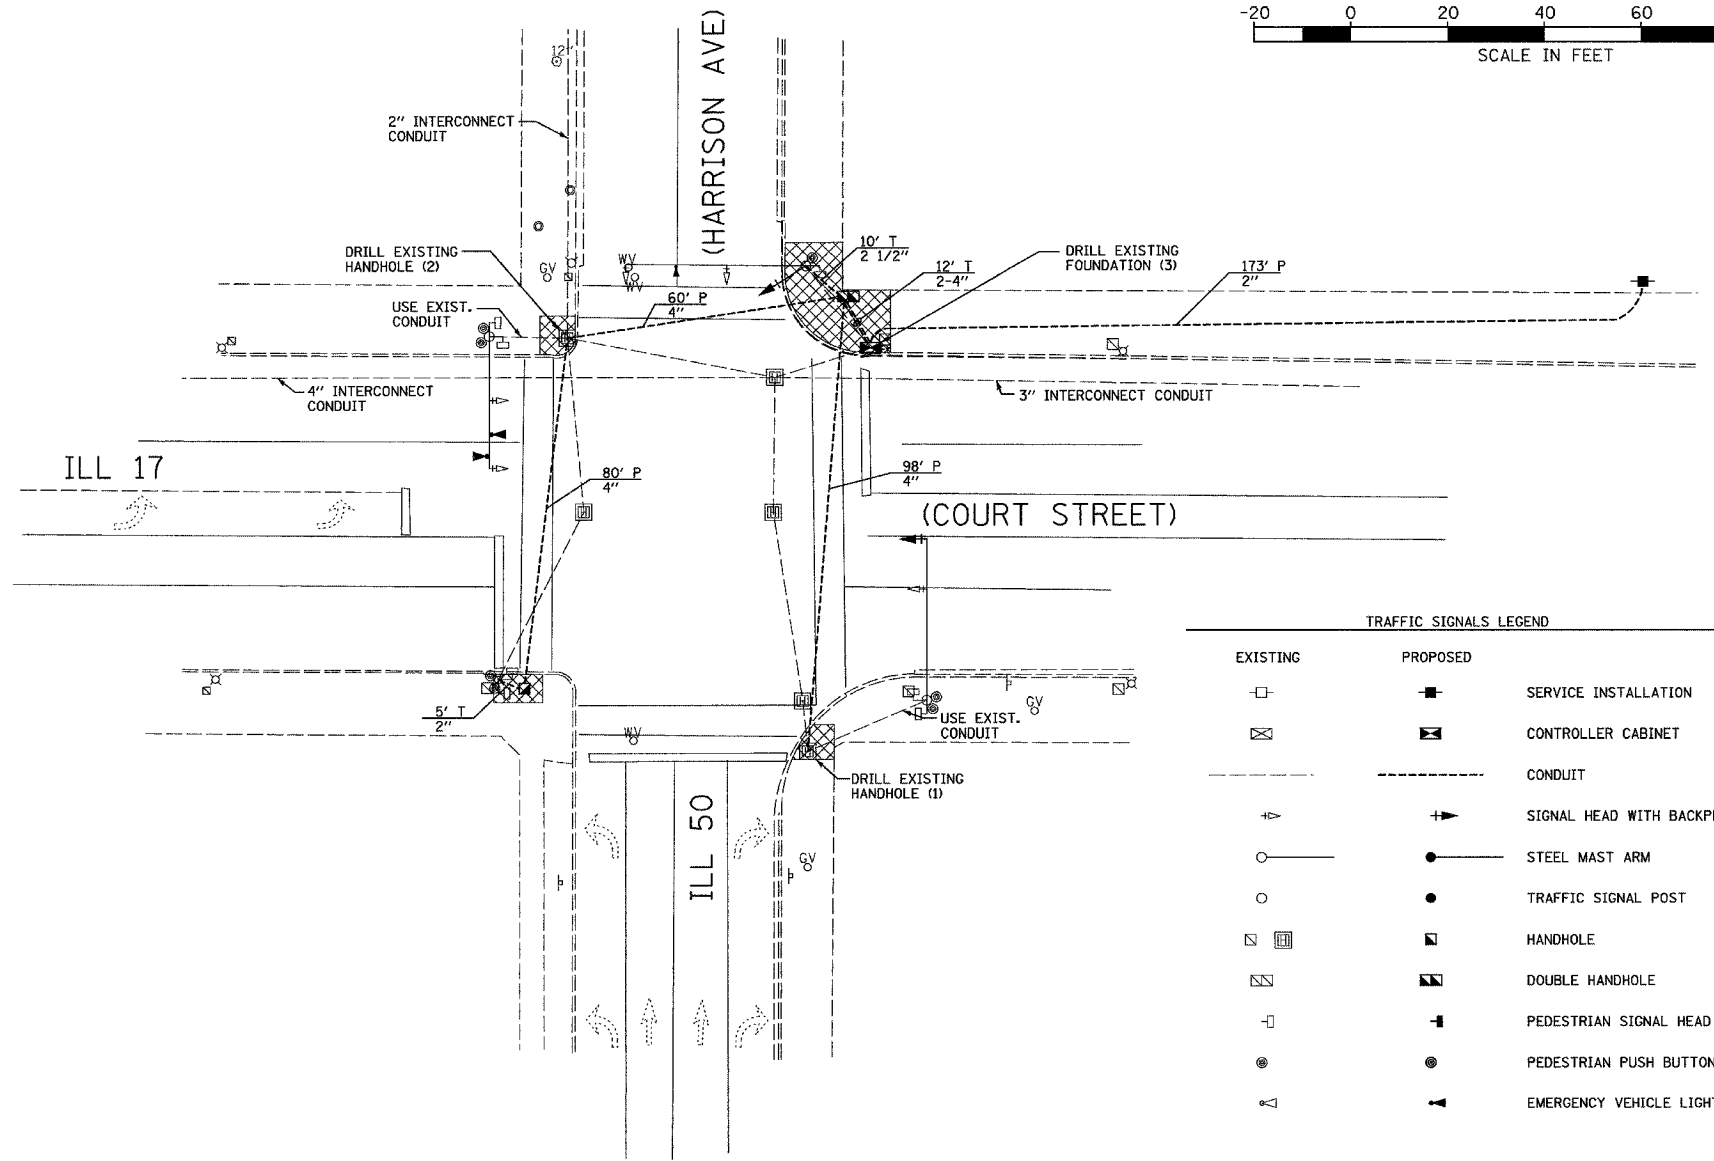 -20 0 20 40 60
SCALE IN FEET
12"
2" INTERCONNECT
CONDUIT
(HARRISON AVE)
DRILL EXISTING
HANDHOLE (2)
GV
WV
WV
10' T
2 1/2"
12' T
2-4"
DRILL EXISTING
FOUNDATION (3)
173' P
2"
USE EXIST.
CONDUIT
60' P
4"
4" INTERCONNECT
CONDUIT
3" INTERCONNECT CONDUIT
ILL 17
80' P
4"
98' P
4"
(COURT STREET)
5' T
2"
WV
USE EXIST.
CONDUIT
GV
DRILL EXISTING
HANDHOLE (1)
ILL 50
GV
TRAFFIC SIGNALS LEGEND
EXISTING PROPOSED
SERVICE INSTALLATION
CONTROLLER CABINET
CONDUIT
SIGNAL HEAD WITH BACKPL
STEEL MAST ARM
TRAFFIC SIGNAL POST
HANDHOLE
DOUBLE HANDHOLE
PEDESTRIAN SIGNAL HEAD
PEDESTRIAN PUSH BUTTON
EMERGENCY VEHICLE LIGHT